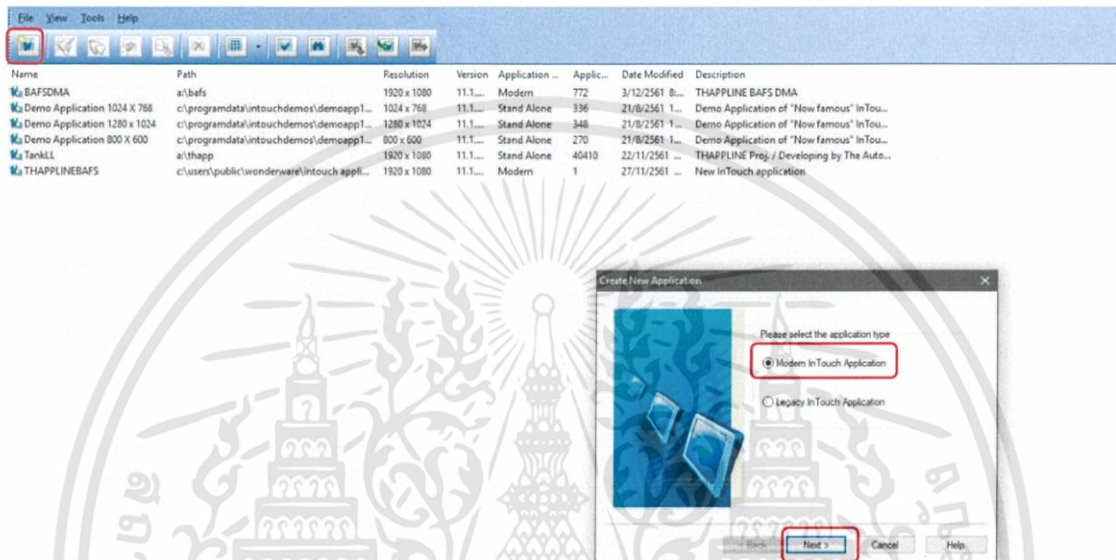 File View Tools Help
Name Path Resolution Version Application ... Applic... Date Modified Description
BAFSDMA a:\bafs 1920 x 1080 11.1.... Modern 772 3/12/2561 8:... THAPPLINE BAFS DMA
Demo Application 1024 X 768 c:\programdata\intouchdemos\demoapp1... 1024 x 768 11.1.... Stand Alone 336 21/8/2561 1... Demo Application of "Now famous" InTou...
Demo Application 1280 x 1024 c:\programdata\intouchdemos\demoapp1... 1280 x 1024 11.1.... Stand Alone 348 21/8/2561 1... Demo Application of "Now famous" InTou...
Demo Application 800 X 600 c:\programdata\intouchdemos\demoapp1... 800 x 600 11.1.... Stand Alone 270 21/8/2561 1... Demo Application of "Now famous" InTou...
TankLL a:\thapp 1920 x 1080 11.1.... Stand Alone 40410 22/11/2561 ... THAPPLINE Proj. / Developing by The Auto...
THAPPLINEBAFS c:\users\public\wonderware\intouch appli... 1920 x 1080 11.1.... Modern 1 27/11/2561 ... New InTouch application
Create New Application
Please select the application type
Modern InTouch Application
Legacy InTouch Application
< Back Next > Cancel Help